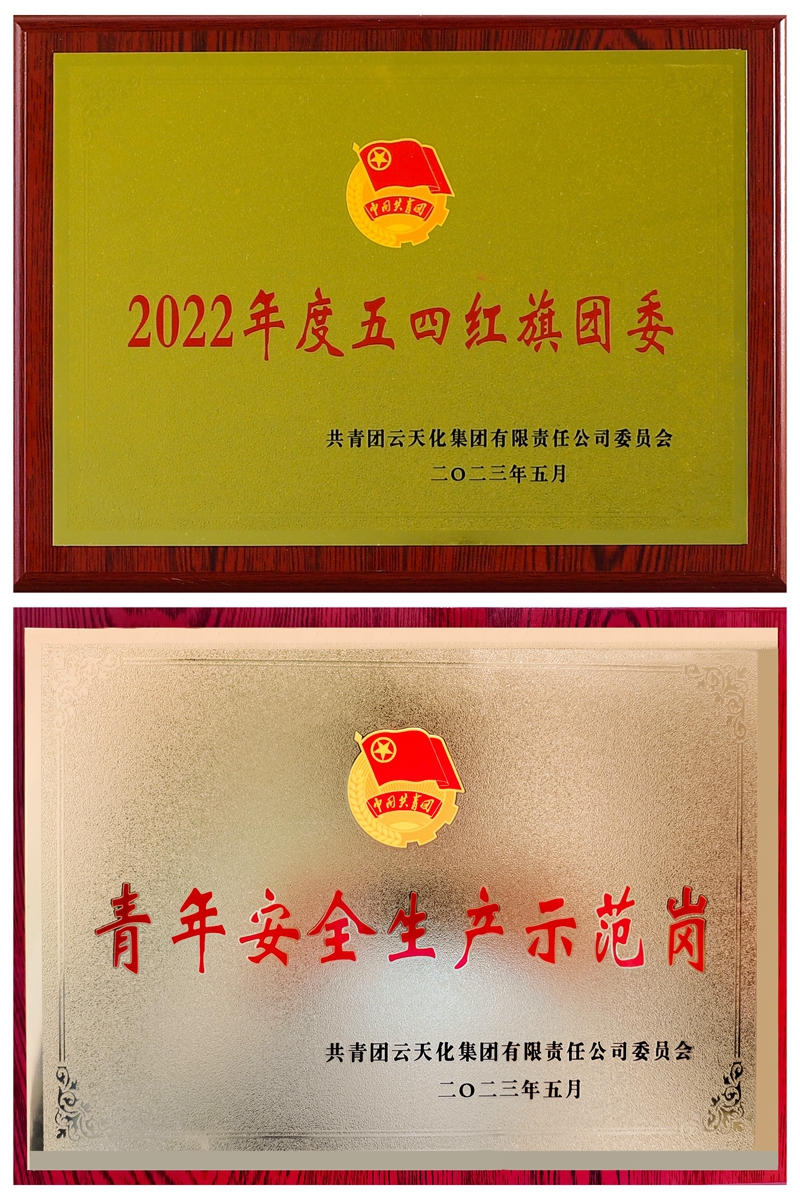 中国共青团
2022年度五四红旗团委
共青团云天化集团有限责任公司委员会
二〇二三年五月
中国共青团
青年安全生产示范岗
共青团云天化集团有限责任公司委员会
二〇二三年五月